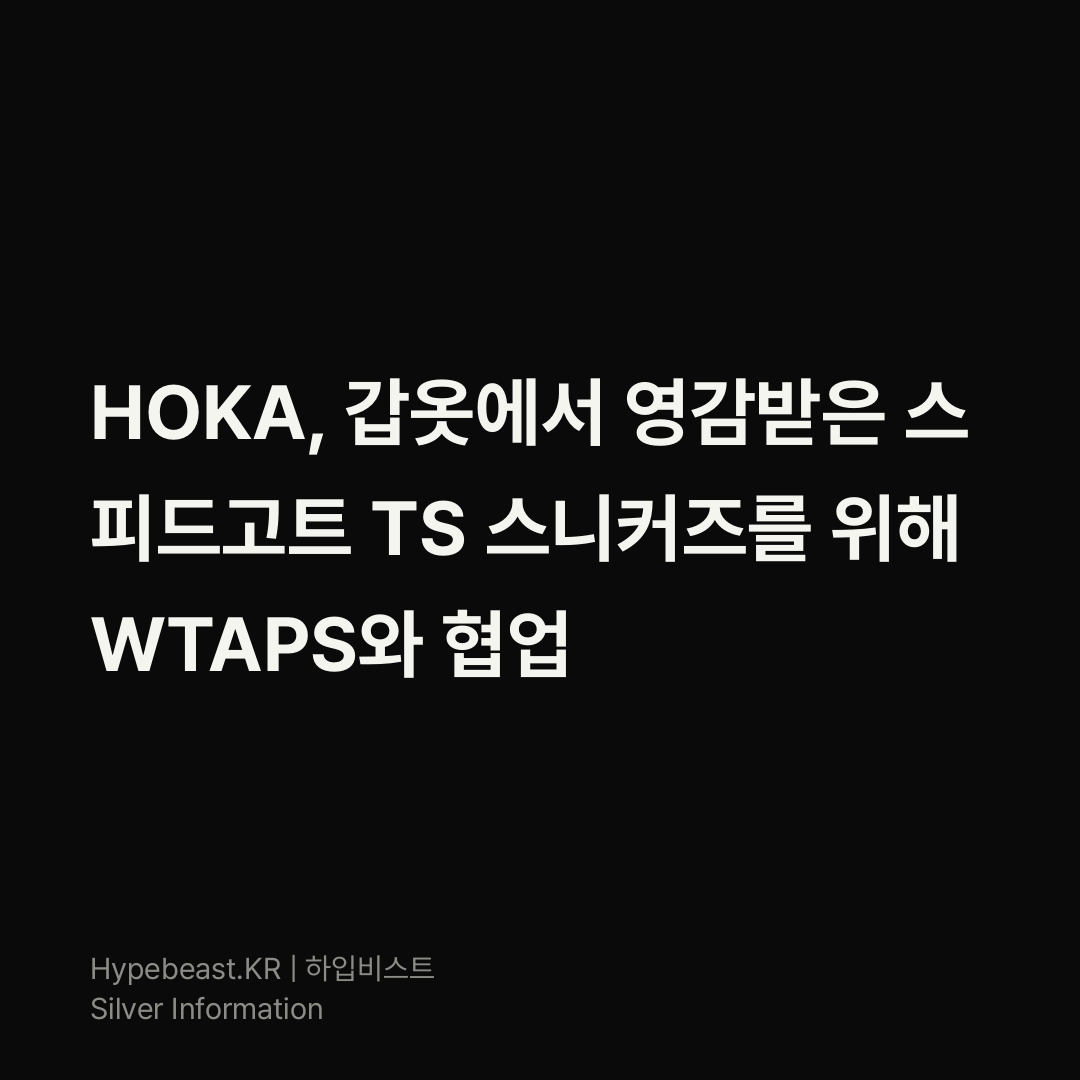 HOKA, 갑옷에서 영감받은 스
피드고트 TS 스니커즈를 위해
WTAPS와 협업
Hypebeast.KR | 하입비스트
Silver Information